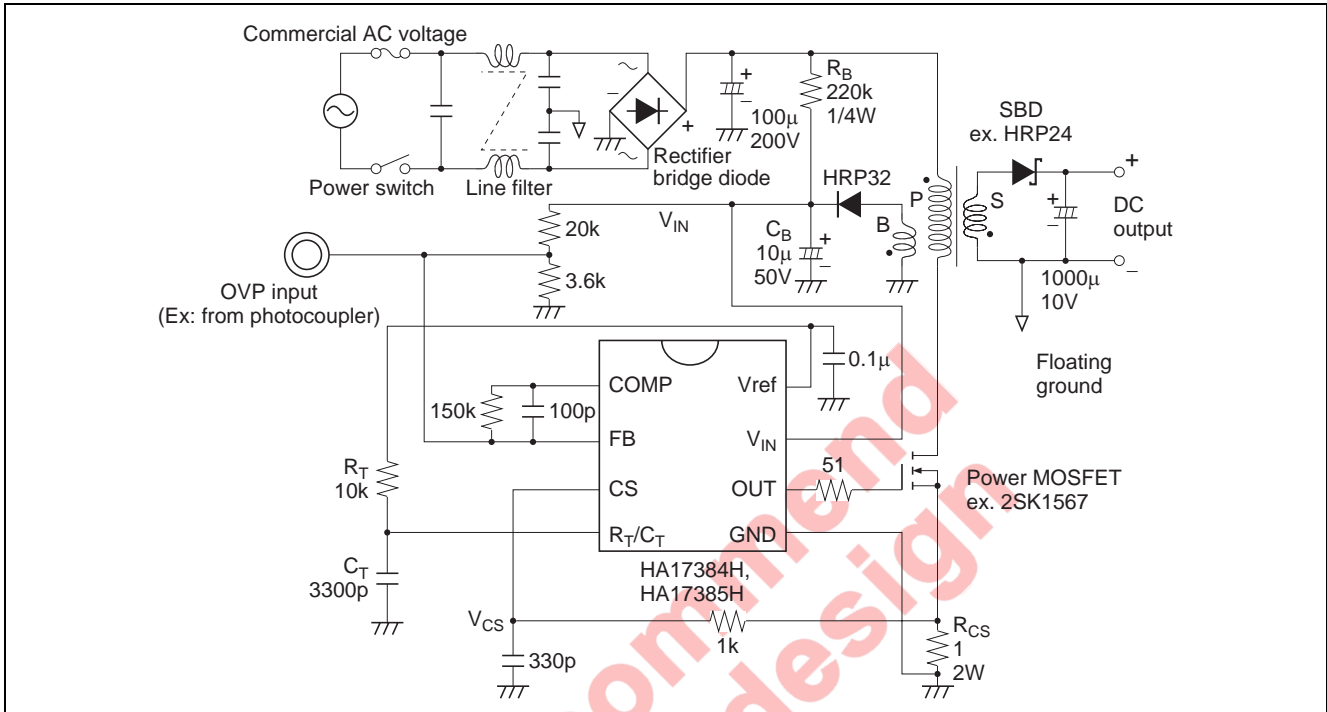 Commercial AC voltage
Power switch
Line filter
~
~
−
+
Rectifier
bridge diode
+
−
100μ
200V
R_B
220k
1/4W
HRP32
V_IN
C_B
10μ
50V
+
−
B
P
S
SBD
ex. HRP24
+
−
1000μ
10V
+
DC
output
−
Floating
ground
20k
3.6k
OVP input
(Ex: from photocoupler)
0.1μ
150k
100p
COMP
FB
CS
R_T/C_T
Vref
V_IN
OUT
GND
HA17384H,
HA17385H
51
Power MOSFET
ex. 2SK1567
R_T
10k
C_T
3300p
V_CS
330p
1k
R_CS
1
2W
ommend
design